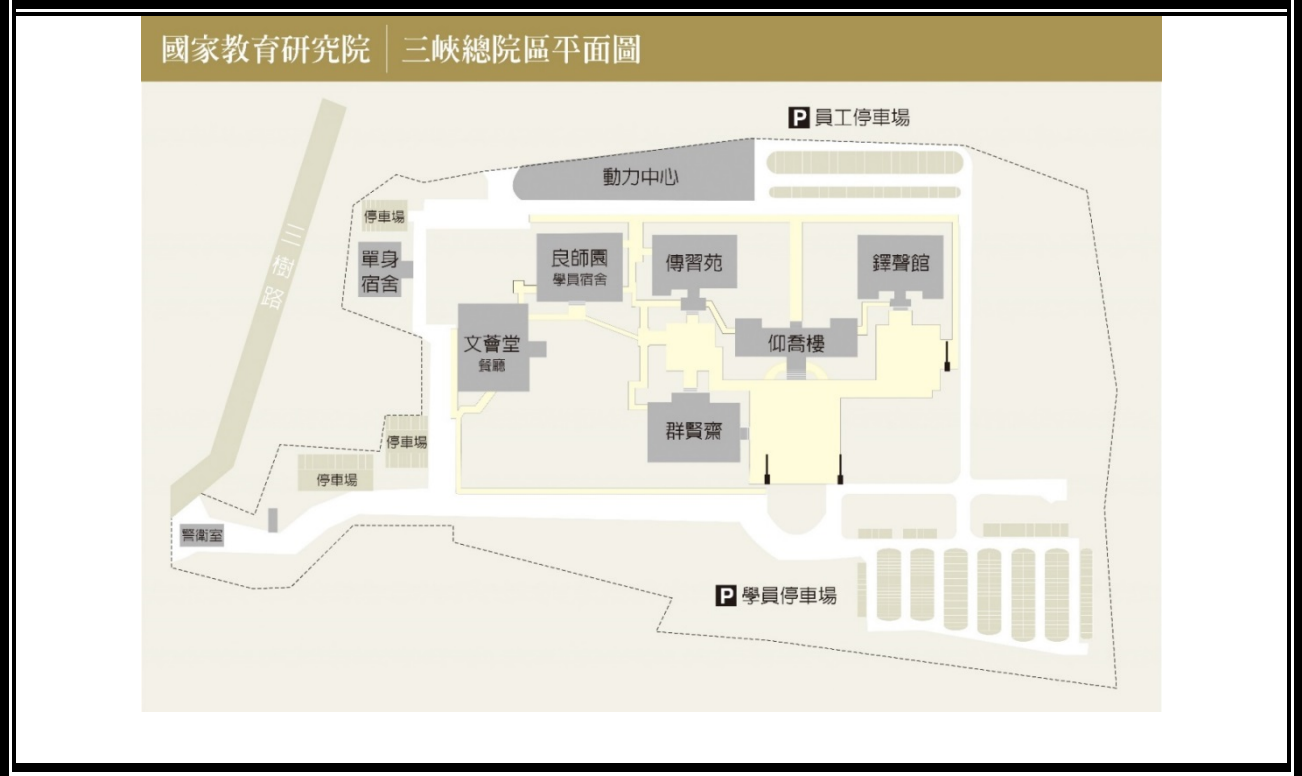 國家教育研究院 三峽總院區平面圖
P 員工停車場
動力中心
停車場
三樹路
單身
宿舍
良師園
學員宿舍
傳習苑
鐸聲館
文薈堂
餐廳
仰喬樓
群賢齋
停車場
停車場
警衛室
P 學員停車場